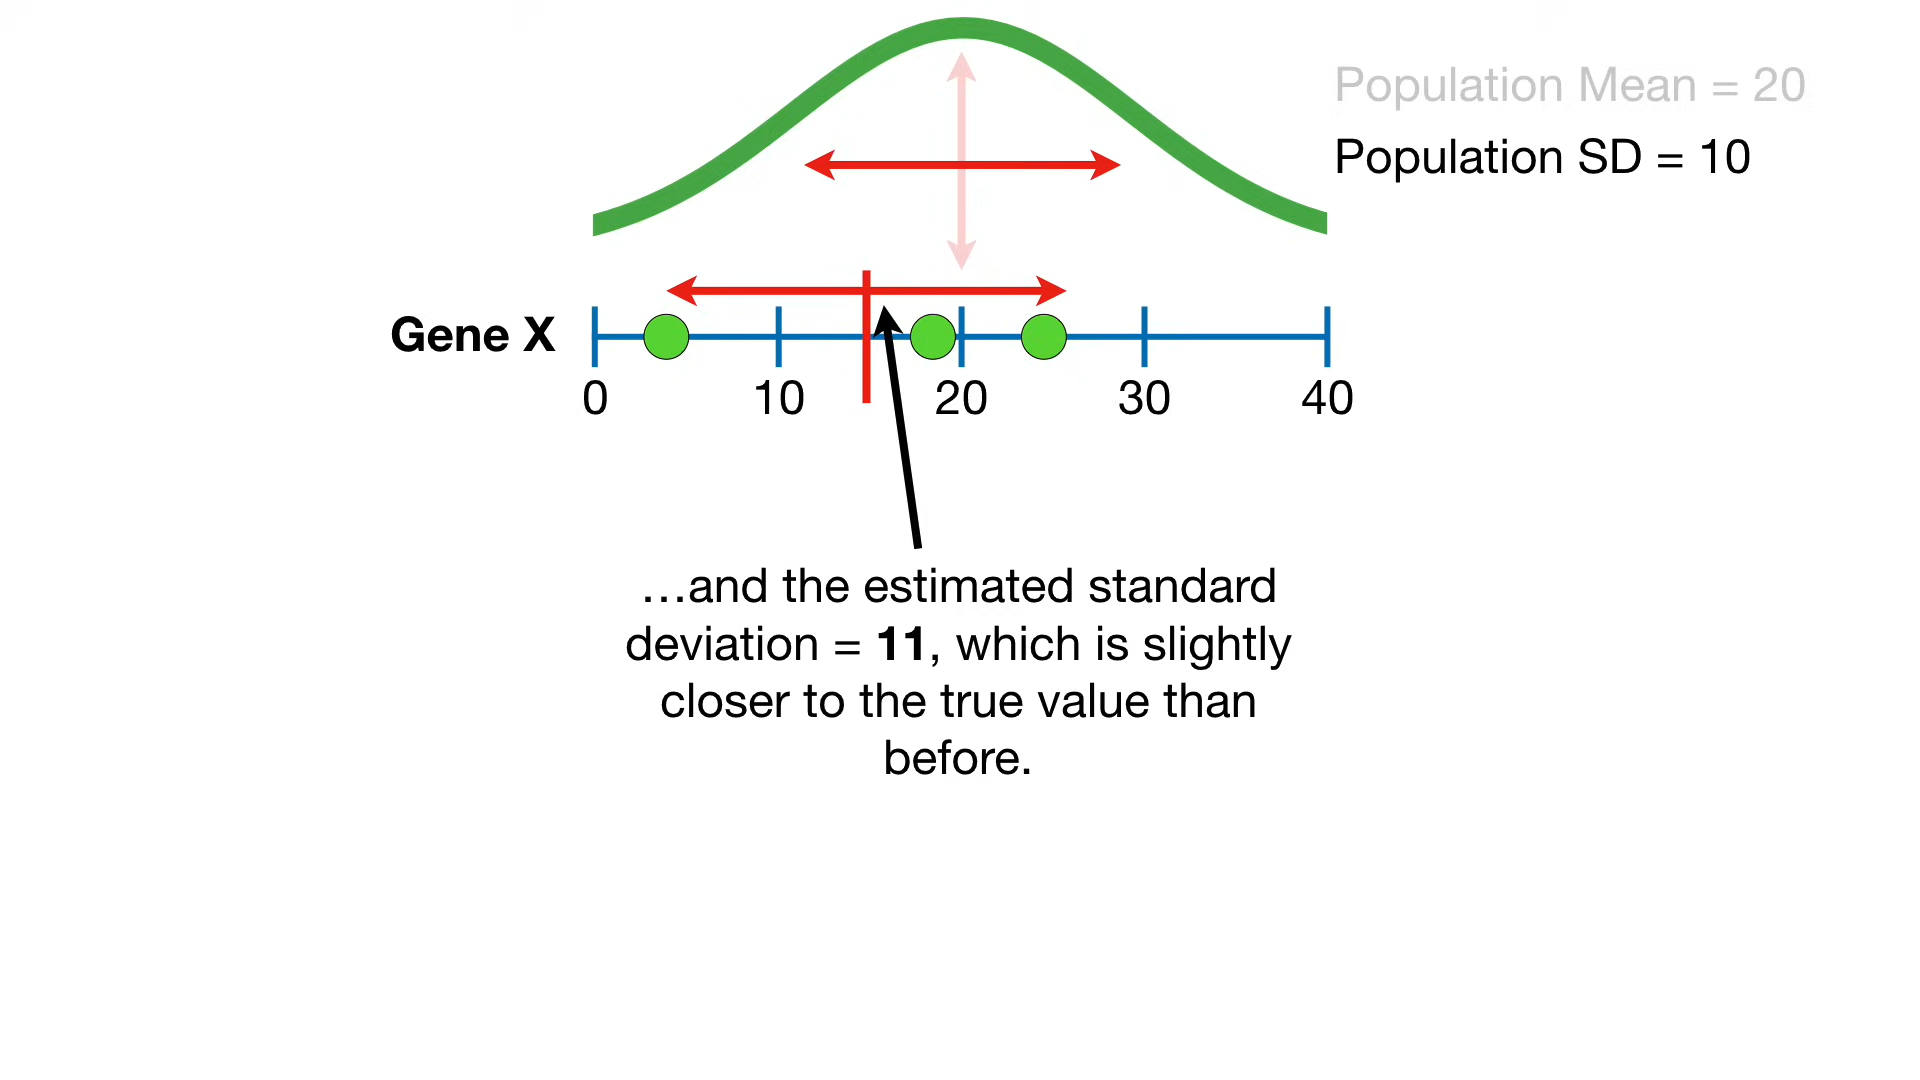 Population Mean = 20
Population SD = 10
Gene X
0 10 20 30 40
…and the estimated standard
deviation = 11, which is slightly
closer to the true value than
before.